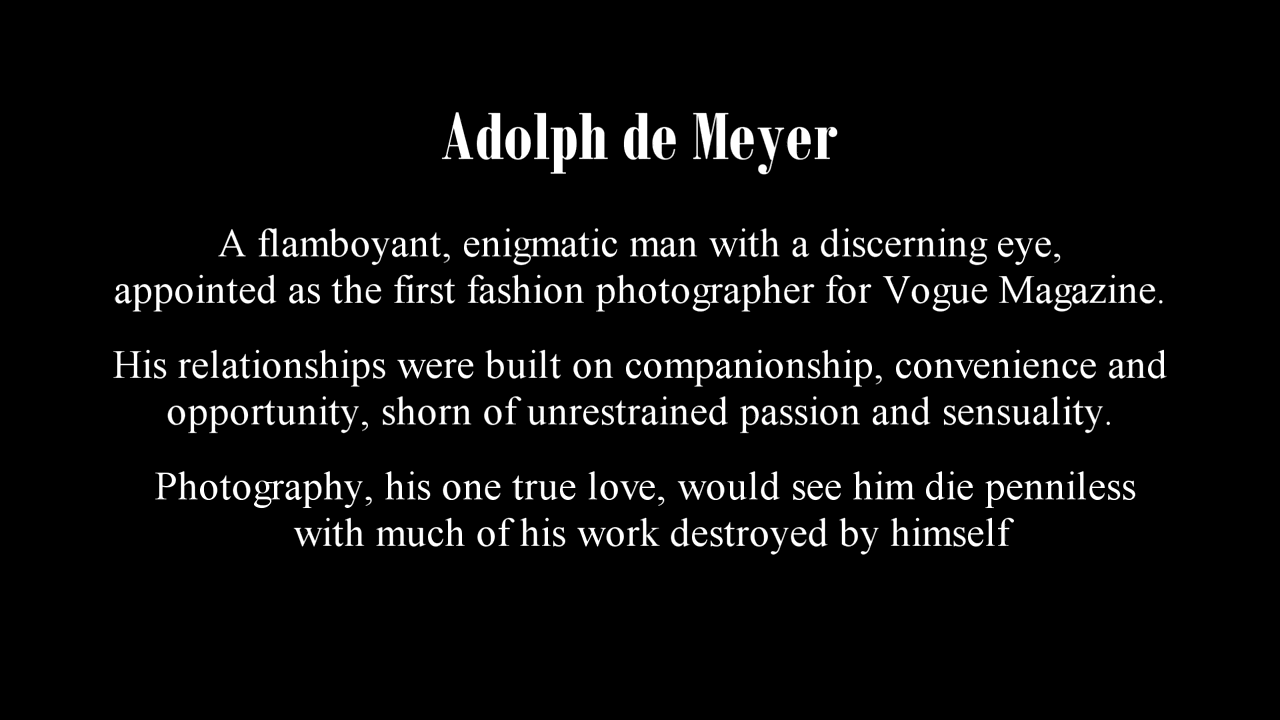 Adolph de Meyer
A flamboyant, enigmatic man with a discerning eye,
appointed as the first fashion photographer for Vogue Magazine.
His relationships were built on companionship, convenience and
opportunity, shorn of unrestrained passion and sensuality.
Photography, his one true love, would see him die penniless
with much of his work destroyed by himself